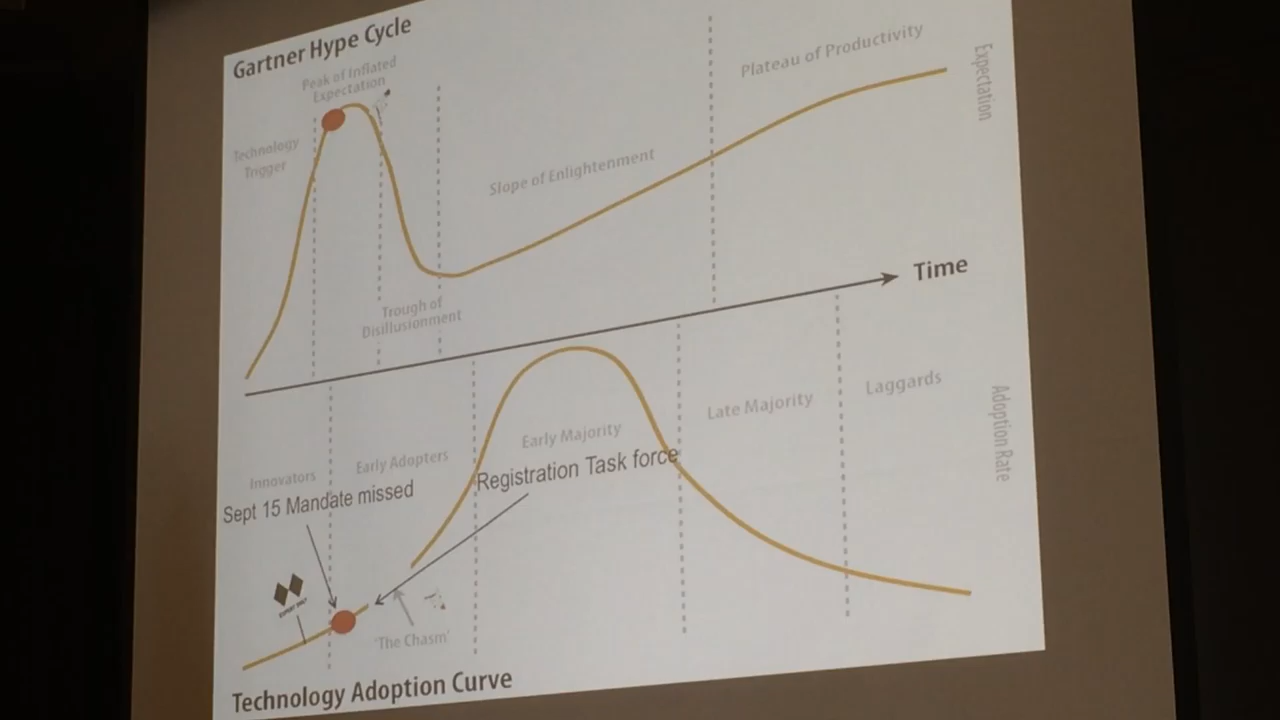 Gartner Hype Cycle
Peak of Inflated
Expectation
Technology
Trigger
Plateau of Productivity
Expectation
Slope of Enlightenment
Trough of
Disillusionment
Time
Innovators
Early Adopters
Early Majority
Late Majority
Laggards
Adoption Rate
Sept 15 Mandate missed
Registration Task force
EXPERT ONLY
'The Chasm'
Technology Adoption Curve